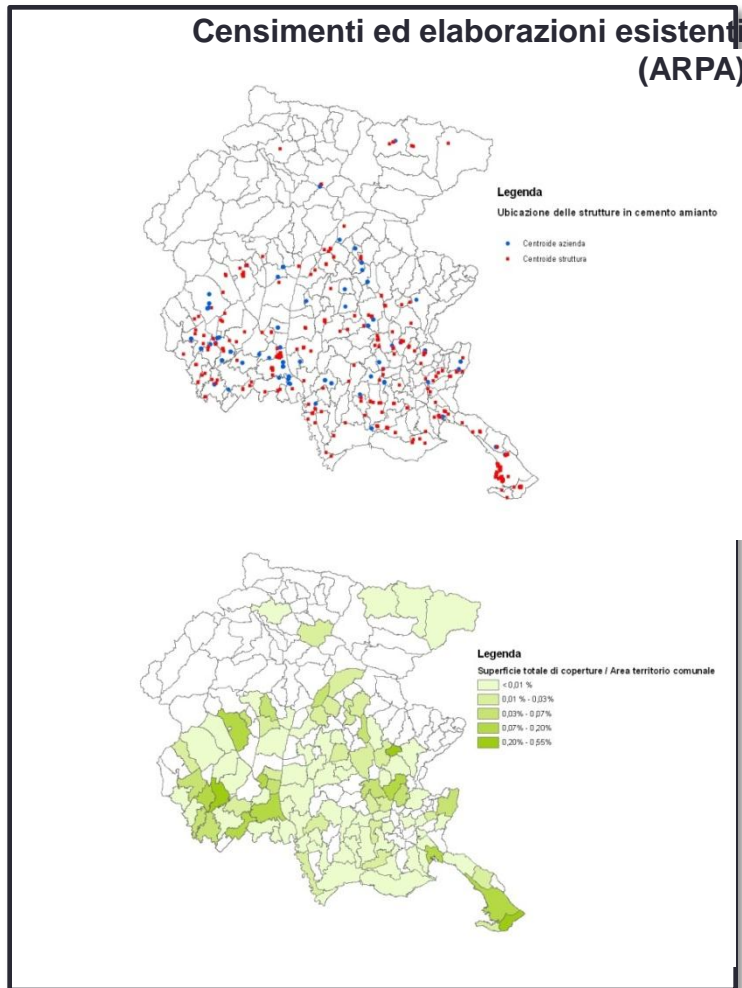 Censimenti ed elaborazioni esistenti
(ARPA)
Legenda
Ubicazione delle strutture in cemento amianto
Centroide azienda
Centroide struttura
Legenda
Superficie totale di coperture / Area territorio comunale
< 0,01 %
0,01 % - 0,03%
0,03% - 0,07%
0,07% - 0,20%
0,20% - 0,55%